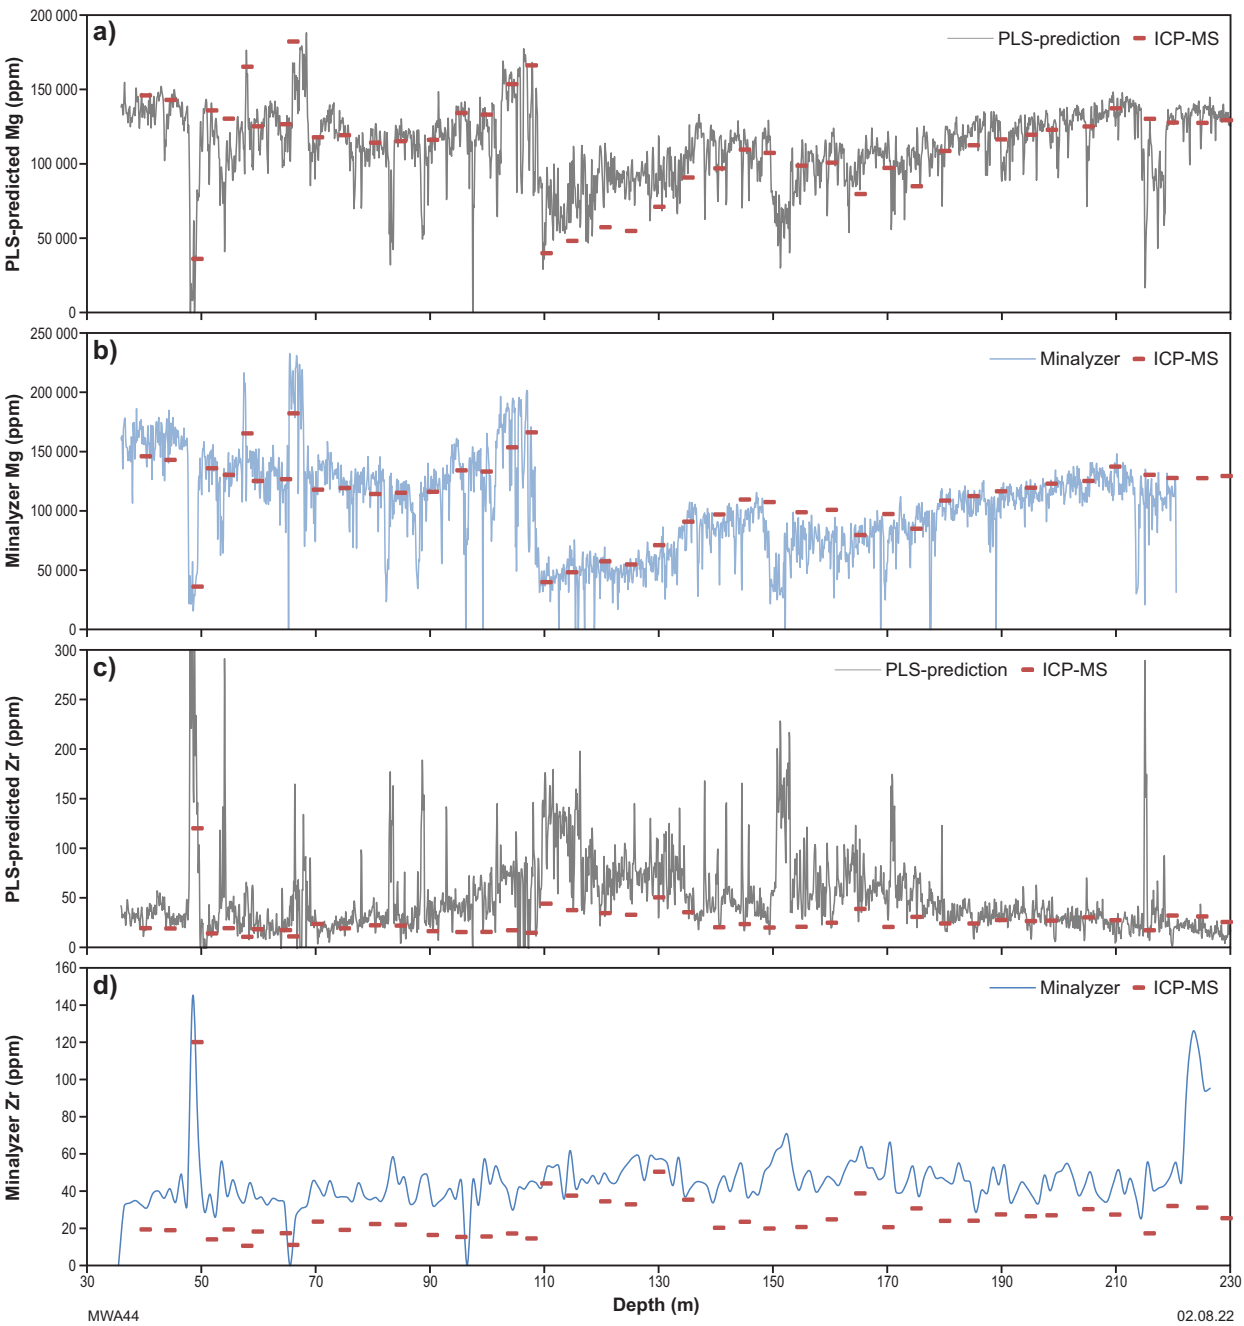 a)
PLS-prediction ICP-MS
PLS-predicted Mg (ppm)
200 000
150 000
100 000
50 000
0
b)
Minalyzer ICP-MS
Minalyzer Mg (ppm)
250 000
200 000
150 000
100 000
50 000
0
c)
PLS-prediction ICP-MS
PLS-predicted Zr (ppm)
300
250
200
150
100
50
0
d)
Minalyzer ICP-MS
Minalyzer Zr (ppm)
160
140
120
100
80
60
40
20
0
30 50 70 90 110 130 150 170 190 210 230
Depth (m)
MWA44 02.08.22